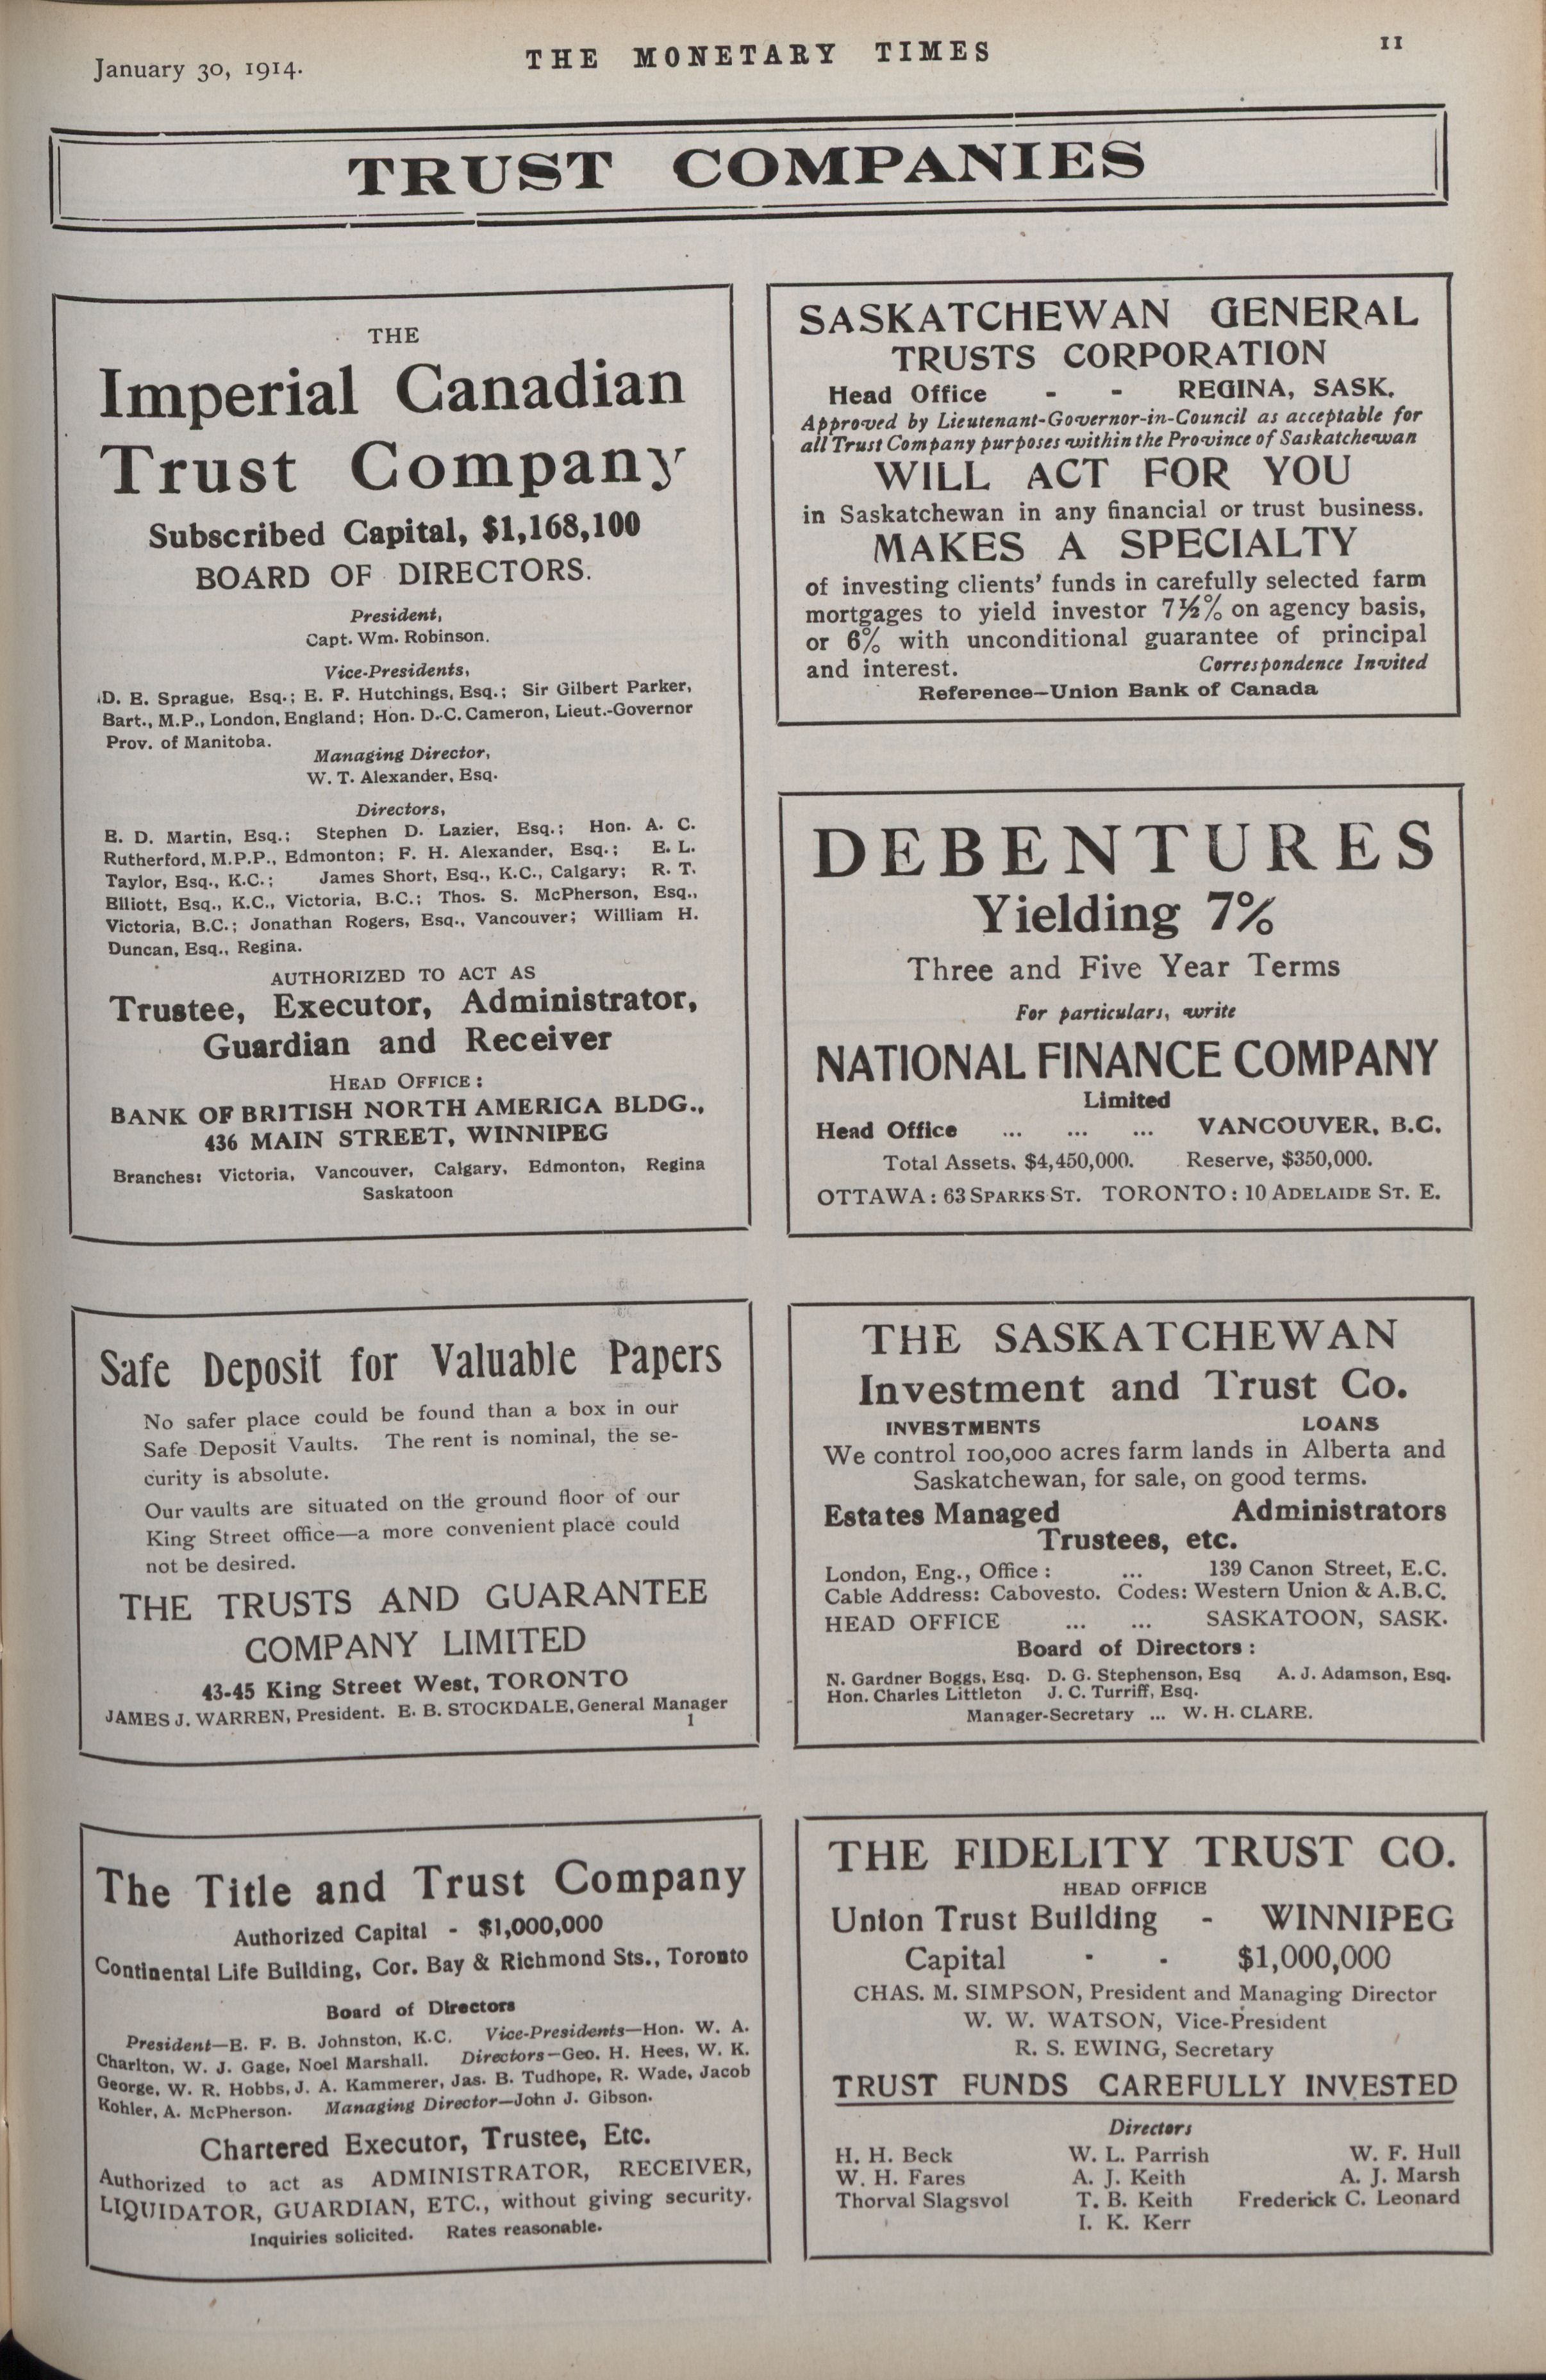 January 30, 1914.
THE MONETARY TIMES
11
TRUST COMPANIES
THE
Imperial Canadian
Trust Company
Subscribed Capital, $1,168,100
BOARD OF DIRECTORS.
President,
Capt. Wm. Robinson.
Vice-Presidents,
D. E. Sprague, Esq.; E. F. Hutchings, Esq.; Sir Gilbert Parker,
Bart., M.P., London, England; Hon. D. C. Cameron, Lieut.-Governor
Prov. of Manitoba.
Managing Director,
W. T. Alexander, Esq.
Directors,
E. D. Martin, Esq.; Stephen D. Lazier, Esq.; Hon. A. C.
Rutherford, M.P.P., Edmonton; F. H. Alexander, Esq.; E. L.
Taylor, Esq., K.C.; James Short, Esq., K.C., Calgary; R. T.
Elliott, Esq., K.C., Victoria, B.C.; Thos. S. McPherson, Esq.,
Victoria, B.C.; Jonathan Rogers, Esq., Vancouver; William H.
Duncan, Esq., Regina.
AUTHORIZED TO ACT AS
Trustee, Executor, Administrator,
Guardian and Receiver
HEAD OFFICE:
BANK OF BRITISH NORTH AMERICA BLDG.,
436 MAIN STREET, WINNIPEG
Branches: Victoria, Vancouver, Calgary, Edmonton, Regina
Saskatoon
Safe Deposit for Valuable Papers
No safer place could be found than a box in our
Safe Deposit Vaults. The rent is nominal, the se-
curity is absolute.
Our vaults are situated on the ground floor of our
King Street office—a more convenient place could
not be desired.
THE TRUSTS AND GUARANTEE
COMPANY LIMITED
43-45 King Street West, TORONTO
JAMES J. WARREN, President. E. B. STOCKDALE, General Manager
1
The Title and Trust Company
Authorized Capital - $1,000,000
Continental Life Building, Cor. Bay & Richmond Sts., Toronto
Board of Directors
President—E. F. B. Johnston, K.C. Vice-Presidents—Hon. W. A.
Charlton, W. J. Gage, Noel Marshall. Directors—Geo. H. Hees, W. K.
George, W. R. Hobbs, J. A. Kammerer, Jas. B. Tudhope, R. Wade, Jacob
Kohler, A. McPherson. Managing Director—John J. Gibson.
Chartered Executor, Trustee, Etc.
Authorized to act as ADMINISTRATOR, RECEIVER,
LIQUIDATOR, GUARDIAN, ETC., without giving security.
Inquiries solicited. Rates reasonable.
SASKATCHEWAN GENERAL
TRUSTS CORPORATION
Head Office - - REGINA, SASK.
Approved by Lieutenant-Governor-in-Council as acceptable for
all Trust Company purposes within the Province of Saskatchewan
WILL ACT FOR YOU
in Saskatchewan in any financial or trust business.
MAKES A SPECIALTY
of investing clients' funds in carefully selected farm
mortgages to yield investor 7½% on agency basis,
or 6% with unconditional guarantee of principal
and interest. Correspondence Invited
Reference—Union Bank of Canada
DEBENTURES
Yielding 7%
Three and Five Year Terms
For particulars, write
NATIONAL FINANCE COMPANY
Limited
Head Office ... ... ... VANCOUVER, B.C.
Total Assets, $4,450,000. Reserve, $350,000.
OTTAWA: 63 SPARKS ST. TORONTO: 10 ADELAIDE ST. E.
THE SASKATCHEWAN
Investment and Trust Co.
INVESTMENTS LOANS
We control 100,000 acres farm lands in Alberta and
Saskatchewan, for sale, on good terms.
Estates Managed Administrators
Trustees, etc.
London, Eng., Office: ... 139 Canon Street, E.C.
Cable Address: Cabovesto. Codes: Western Union & A.B.C.
HEAD OFFICE ... ... SASKATOON, SASK.
Board of Directors:
N. Gardner Boggs, Esq. D. G. Stephenson, Esq A. J. Adamson, Esq.
Hon. Charles Littleton J. C. Turriff, Esq.
Manager-Secretary ... W. H. CLARE.
THE FIDELITY TRUST CO.
HEAD OFFICE
Union Trust Building - WINNIPEG
Capital - - $1,000,000
CHAS. M. SIMPSON, President and Managing Director
W. W. WATSON, Vice-President
R. S. EWING, Secretary
TRUST FUNDS CAREFULLY INVESTED
Directors
H. H. Beck W. L. Parrish W. F. Hull
W. H. Fares A. J. Keith A. J. Marsh
Thorval Slagsvol T. B. Keith Frederick C. Leonard
I. K. Kerr